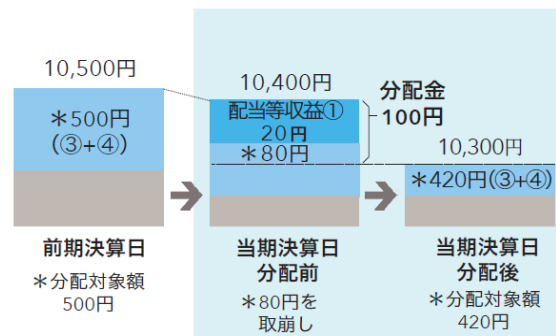 10,500円
＊500円
(③+④)
前期決算日
＊分配対象額
500円
10,400円
配当等収益①
20円
＊80円
分配金
100円
当期決算日
分配前
＊80円を
取崩し
10,300円
＊420円(③+④)
当期決算日
分配後
＊分配対象額
420円